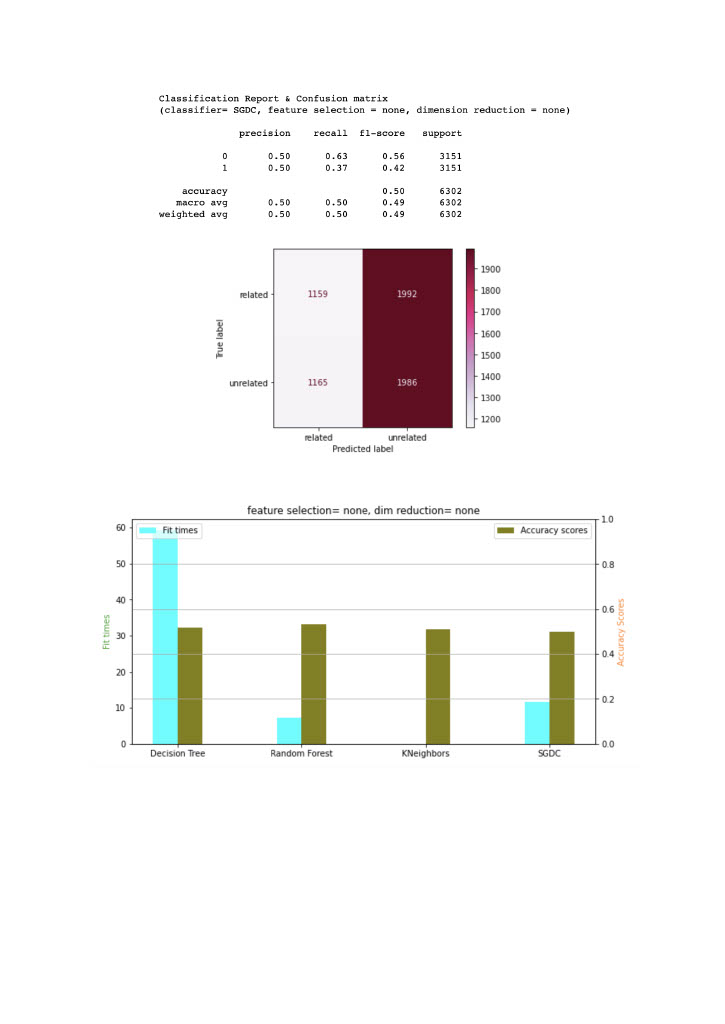 Classification Report & Confusion matrix
(classifier= SGDC, feature selection = none, dimension reduction = none)
precision recall f1-score support
0 0.50 0.63 0.56 3151
1 0.50 0.37 0.42 3151
accuracy 0.50 6302
macro avg 0.50 0.50 0.49 6302
weighted avg 0.50 0.50 0.49 6302
True label
related
unrelated
1159 1992
1165 1986
related unrelated
Predicted label
1900
1800
1700
1600
1500
1400
1300
1200
feature selection= none, dim reduction= none
Fit times
Accuracy scores
Fit times
60
50
40
30
20
10
0
1.0
0.8
0.6
0.4
0.2
0.0
Accuracy Scores
Decision Tree Random Forest KNeighbors SGDC